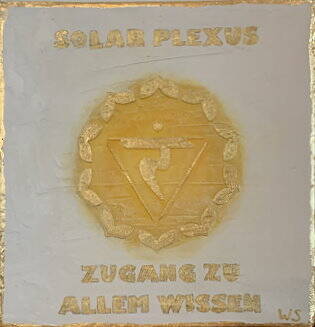 SOLAR PLEXUS
र
ZUGANG ZU
ALLEM WISSEN
WS